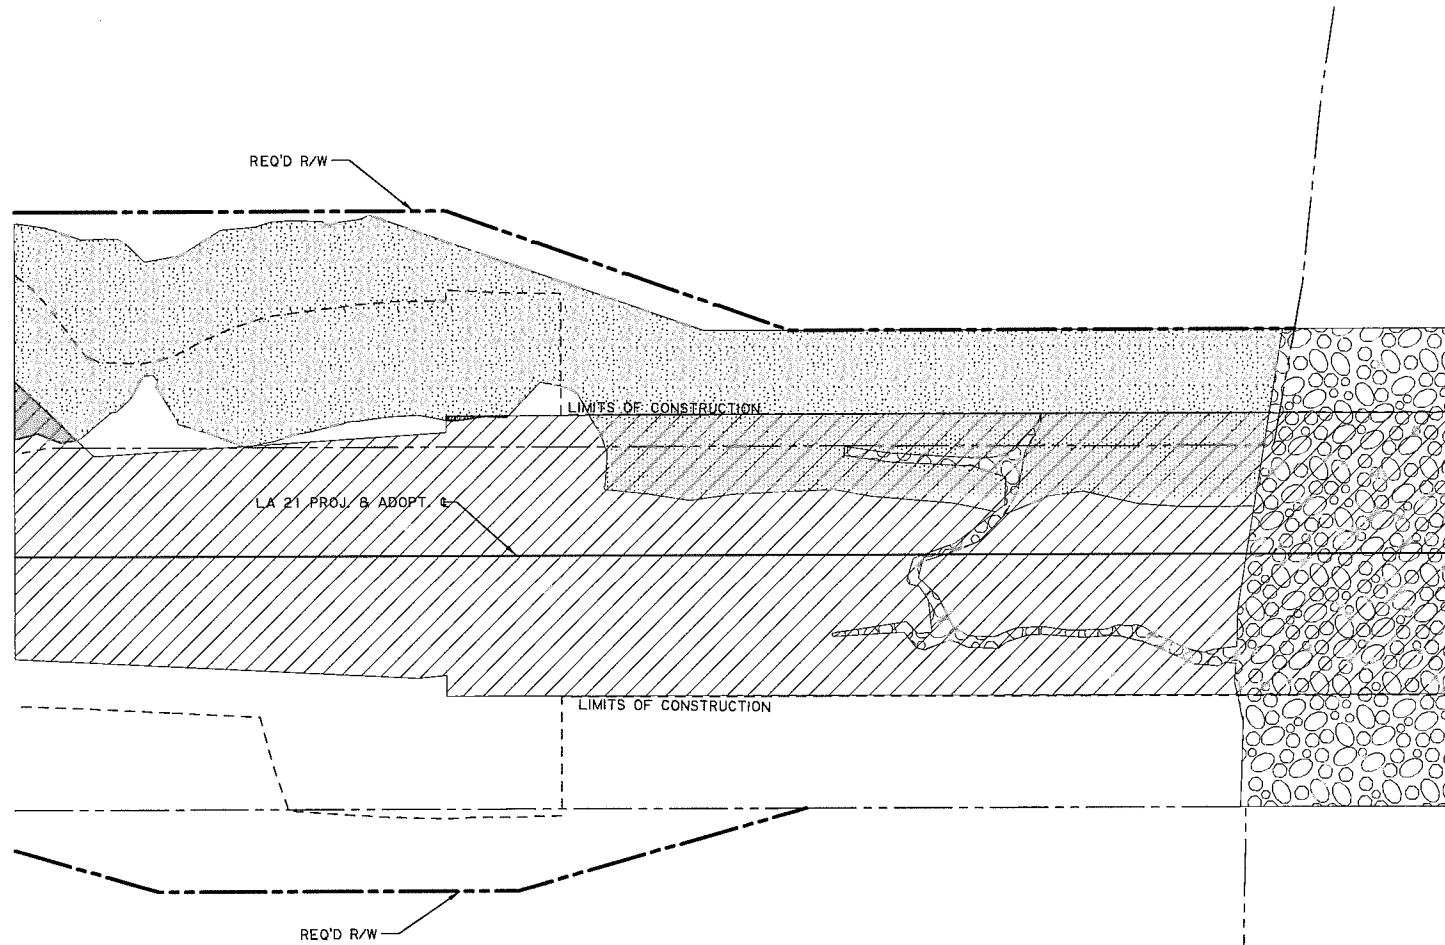 REQ'D R/W
LIMITS OF CONSTRUCTION
LA 21 PROJ. & ADOPT. ℄
LIMITS OF CONSTRUCTION
REQ'D R/W